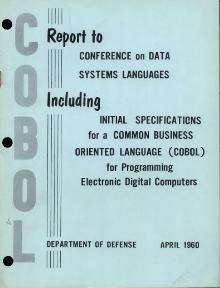 COBOL
Report to
CONFERENCE on DATA
SYSTEMS LANGUAGES
Including
INITIAL SPECIFICATIONS
for a COMMON BUSINESS
ORIENTED LANGUAGE (COBOL)
for Programming
Electronic Digital Computers
DEPARTMENT OF DEFENSE APRIL 1960